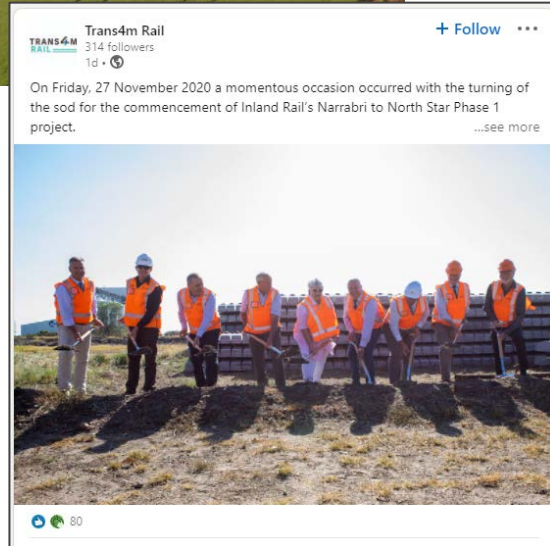 TRANS4M
RAIL
Trans4m Rail
314 followers
1d •
+ Follow
On Friday, 27 November 2020 a momentous occasion occurred with the turning of
the sod for the commencement of Inland Rail's Narrabri to North Star Phase 1
project.
...see more
80